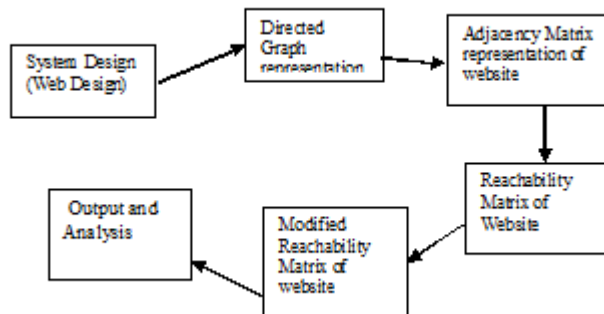 System Design
(Web Design)
Directed
Graph
representation
Adjacency Matrix
representation of
website
Reachability
Matrix of
Website
Modified
Reachability
Matrix of
website
Output and
Analysis